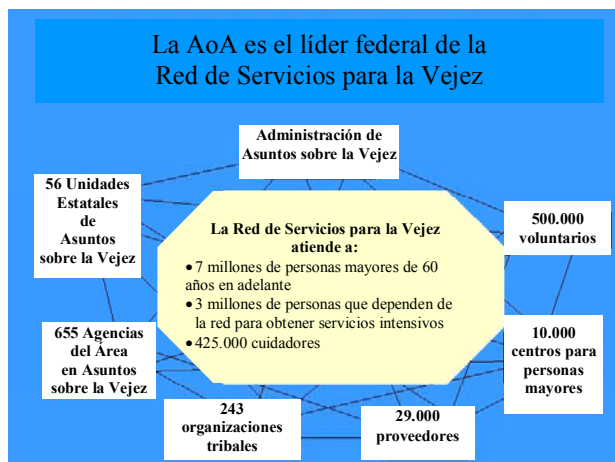 La AoA es el líder federal de la
Red de Servicios para la Vejez
Administración de
Asuntos sobre la Vejez
56 Unidades
Estatales
de
Asuntos
sobre la Vejez
500.000
voluntarios
La Red de Servicios para la Vejez
atiende a:
• 7 millones de personas mayores de 60
años en adelante
• 3 millones de personas que dependen de
la red para obtener servicios intensivos
• 425.000 cuidadores
655 Agencias
del Área
en Asuntos
sobre la Vejez
10.000
centros para
personas
mayores
243
organizaciones
tribales
29.000
proveedores